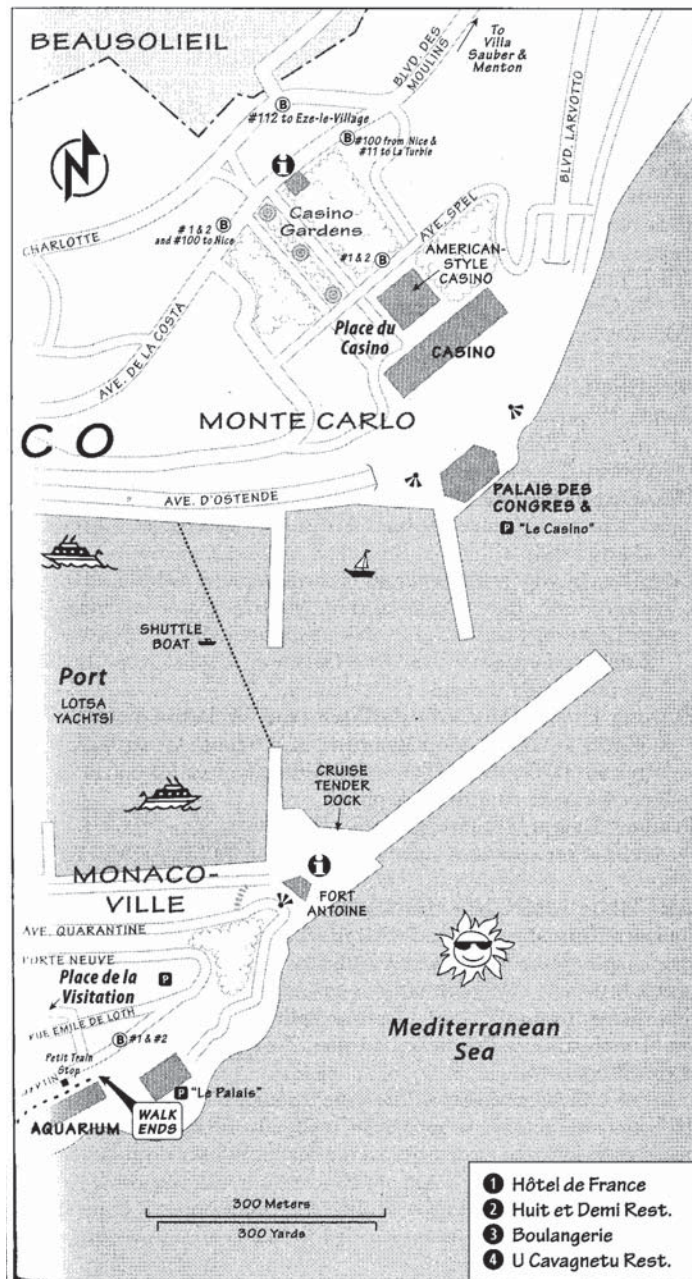 BEAUSOLIEIL
To
Villa
Sauber &
Menton
BLVD. DES
MOULINS
BLVD. LARVOTTO
B
#112 to Eze-le-Village
B #100 from Nice &
#11 to La Turbie
N
i
CHARLOTTE
# 1 & 2 B
and #100 to Nice
Casino
Gardens
#1 & 2 B
AVE. SPEL
AMERICAN-
STYLE
CASINO
AVE. DE LA COSTA
Place du
Casino
CASINO
MONTE CARLO
CO
AVE. D'OSTENDE
PALAIS DES
CONGRES &
P "Le Casino"
SHUTTLE
BOAT
Port
LOTSA
YACHTS!
CRUISE
TENDER
DOCK
MONACO-
VILLE
i
FORT
ANTOINE
AVE. QUARANTINE
PORTE NEUVE
Place de la
Visitation
P
RUE EMILE DE LOTH
B #1 & #2
Petit Train
Stop
P "Le Palais"
AQUARIUM
WALK
ENDS
Mediterranean
Sea
300 Meters
300 Yards
1 Hôtel de France
2 Huit et Demi Rest.
3 Boulangerie
4 U Cavagnetu Rest.